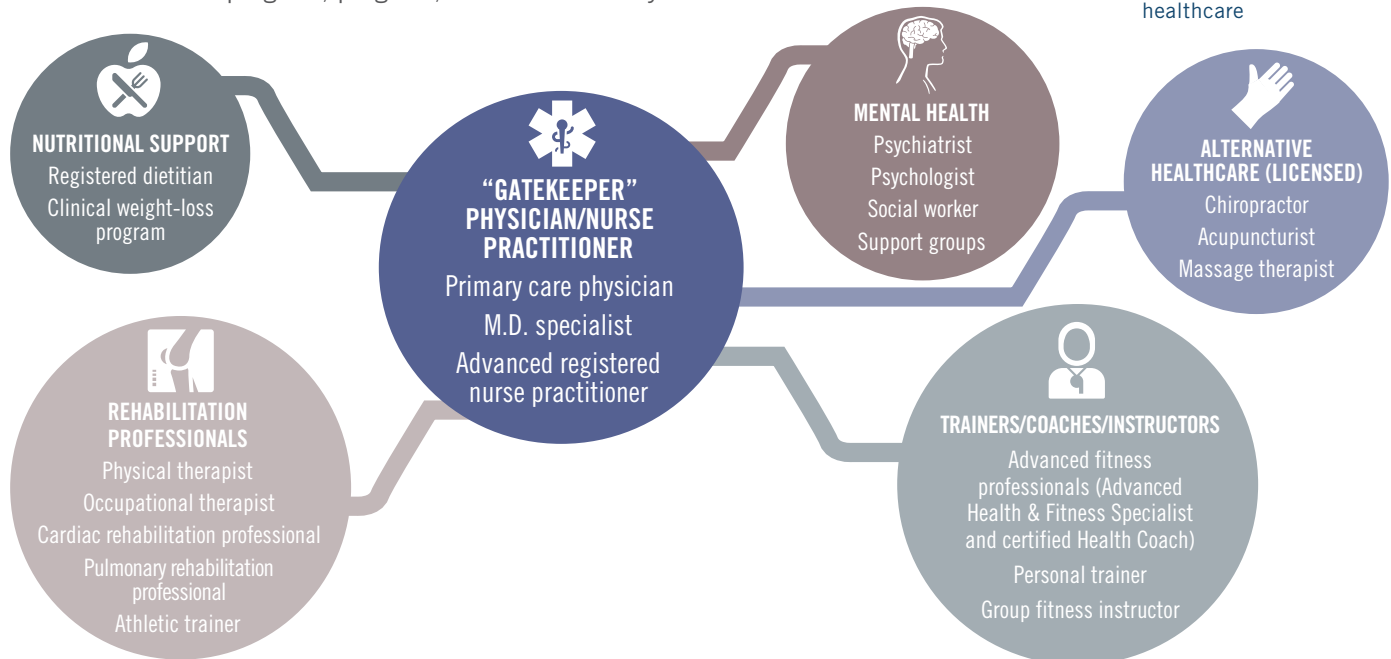 healthcare
NUTRITIONAL SUPPORT
Registered dietitian
Clinical weight-loss
program
“GATEKEEPER”
PHYSICIAN/NURSE
PRACTITIONER
Primary care physician
M.D. specialist
Advanced registered
nurse practitioner
MENTAL HEALTH
Psychiatrist
Psychologist
Social worker
Support groups
ALTERNATIVE
HEALTHCARE (LICENSED)
Chiropractor
Acupuncturist
Massage therapist
REHABILITATION
PROFESSIONALS
Physical therapist
Occupational therapist
Cardiac rehabilitation professional
Pulmonary rehabilitation
professional
Athletic trainer
TRAINERS/COACHES/INSTRUCTORS
Advanced fitness
professionals (Advanced
Health & Fitness Specialist
and certified Health Coach)
Personal trainer
Group fitness instructor